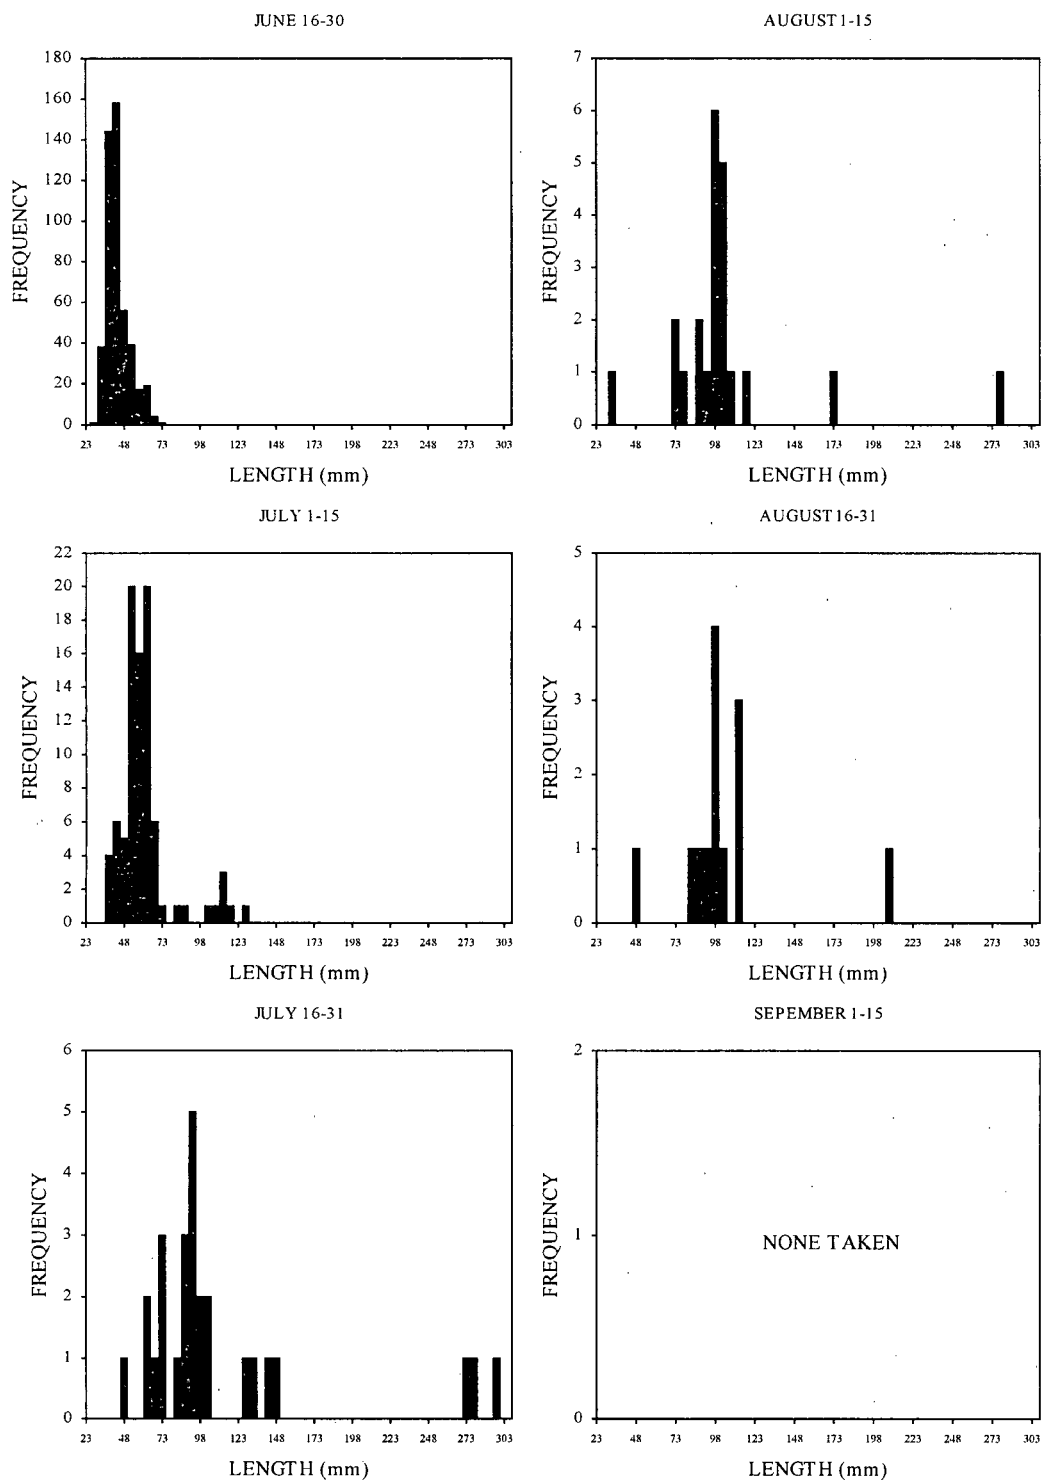 JUNE 16-30
180
160
140
120
100
80
60
40
20
0
FREQUENCY
23 48 73 98 123 148 173 198 223 248 273 303
LENGTH (mm)
AUGUST 1-15
7
6
5
4
3
2
1
0
FREQUENCY
23 48 73 98 123 148 173 198 223 248 273 303
LENGTH (mm)
JULY 1-15
22
20
18
16
14
12
10
8
6
4
2
0
FREQUENCY
23 48 73 98 123 148 173 198 223 248 273 303
LENGTH (mm)
AUGUST 16-31
5
4
3
2
1
0
FREQUENCY
23 48 73 98 123 148 173 198 223 248 273 303
LENGTH (mm)
JULY 16-31
6
5
4
3
2
1
0
FREQUENCY
23 48 73 98 123 148 173 198 223 248 273 303
LENGTH (mm)
SEPEMBER 1-15
2
1
0
FREQUENCY
NONE TAKEN
23 48 73 98 123 148 173 198 223 248 273 303
LENGTH (mm)